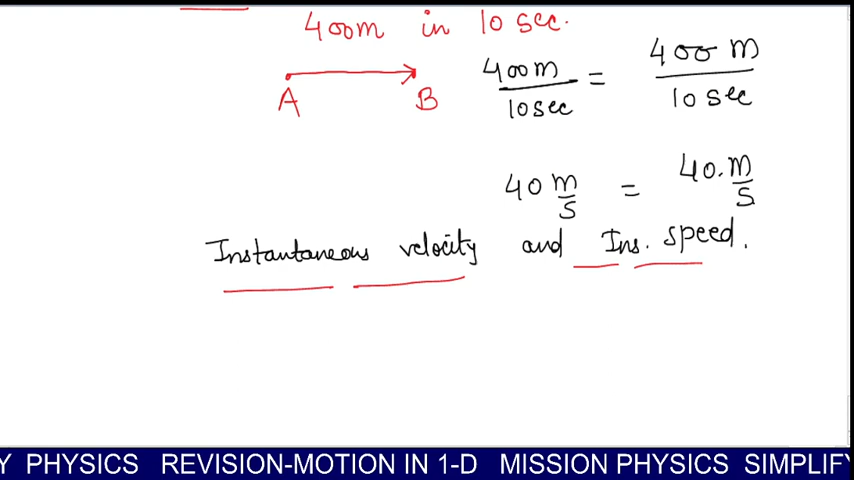 400m in 10 sec.
A B
400m/10sec = 400 m/10 sec
40 m/s = 40. m/s
Instantaneous velocity and Ins. speed.
Y PHYSICS REVISION-MOTION IN 1-D MISSION PHYSICS SIMPLIFY